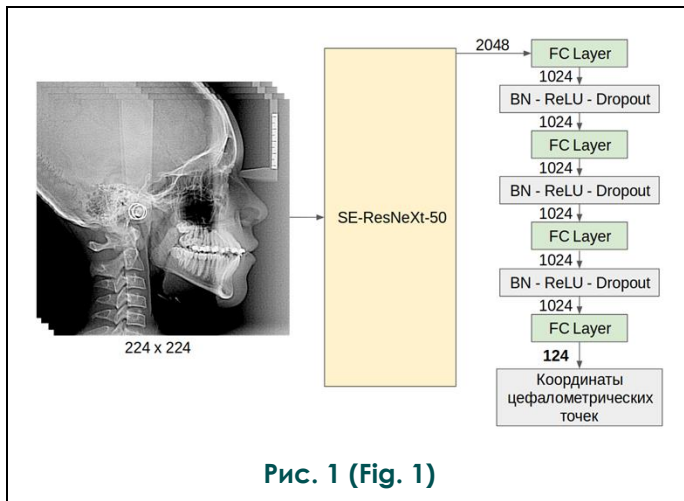 224 x 224
SE-ResNeXt-50
2048
FC Layer
1024
BN - ReLU - Dropout
1024
FC Layer
1024
BN - ReLU - Dropout
1024
FC Layer
1024
BN - ReLU - Dropout
1024
FC Layer
124
Координаты
цефалометрических
точек
Рис. 1 (Fig. 1)